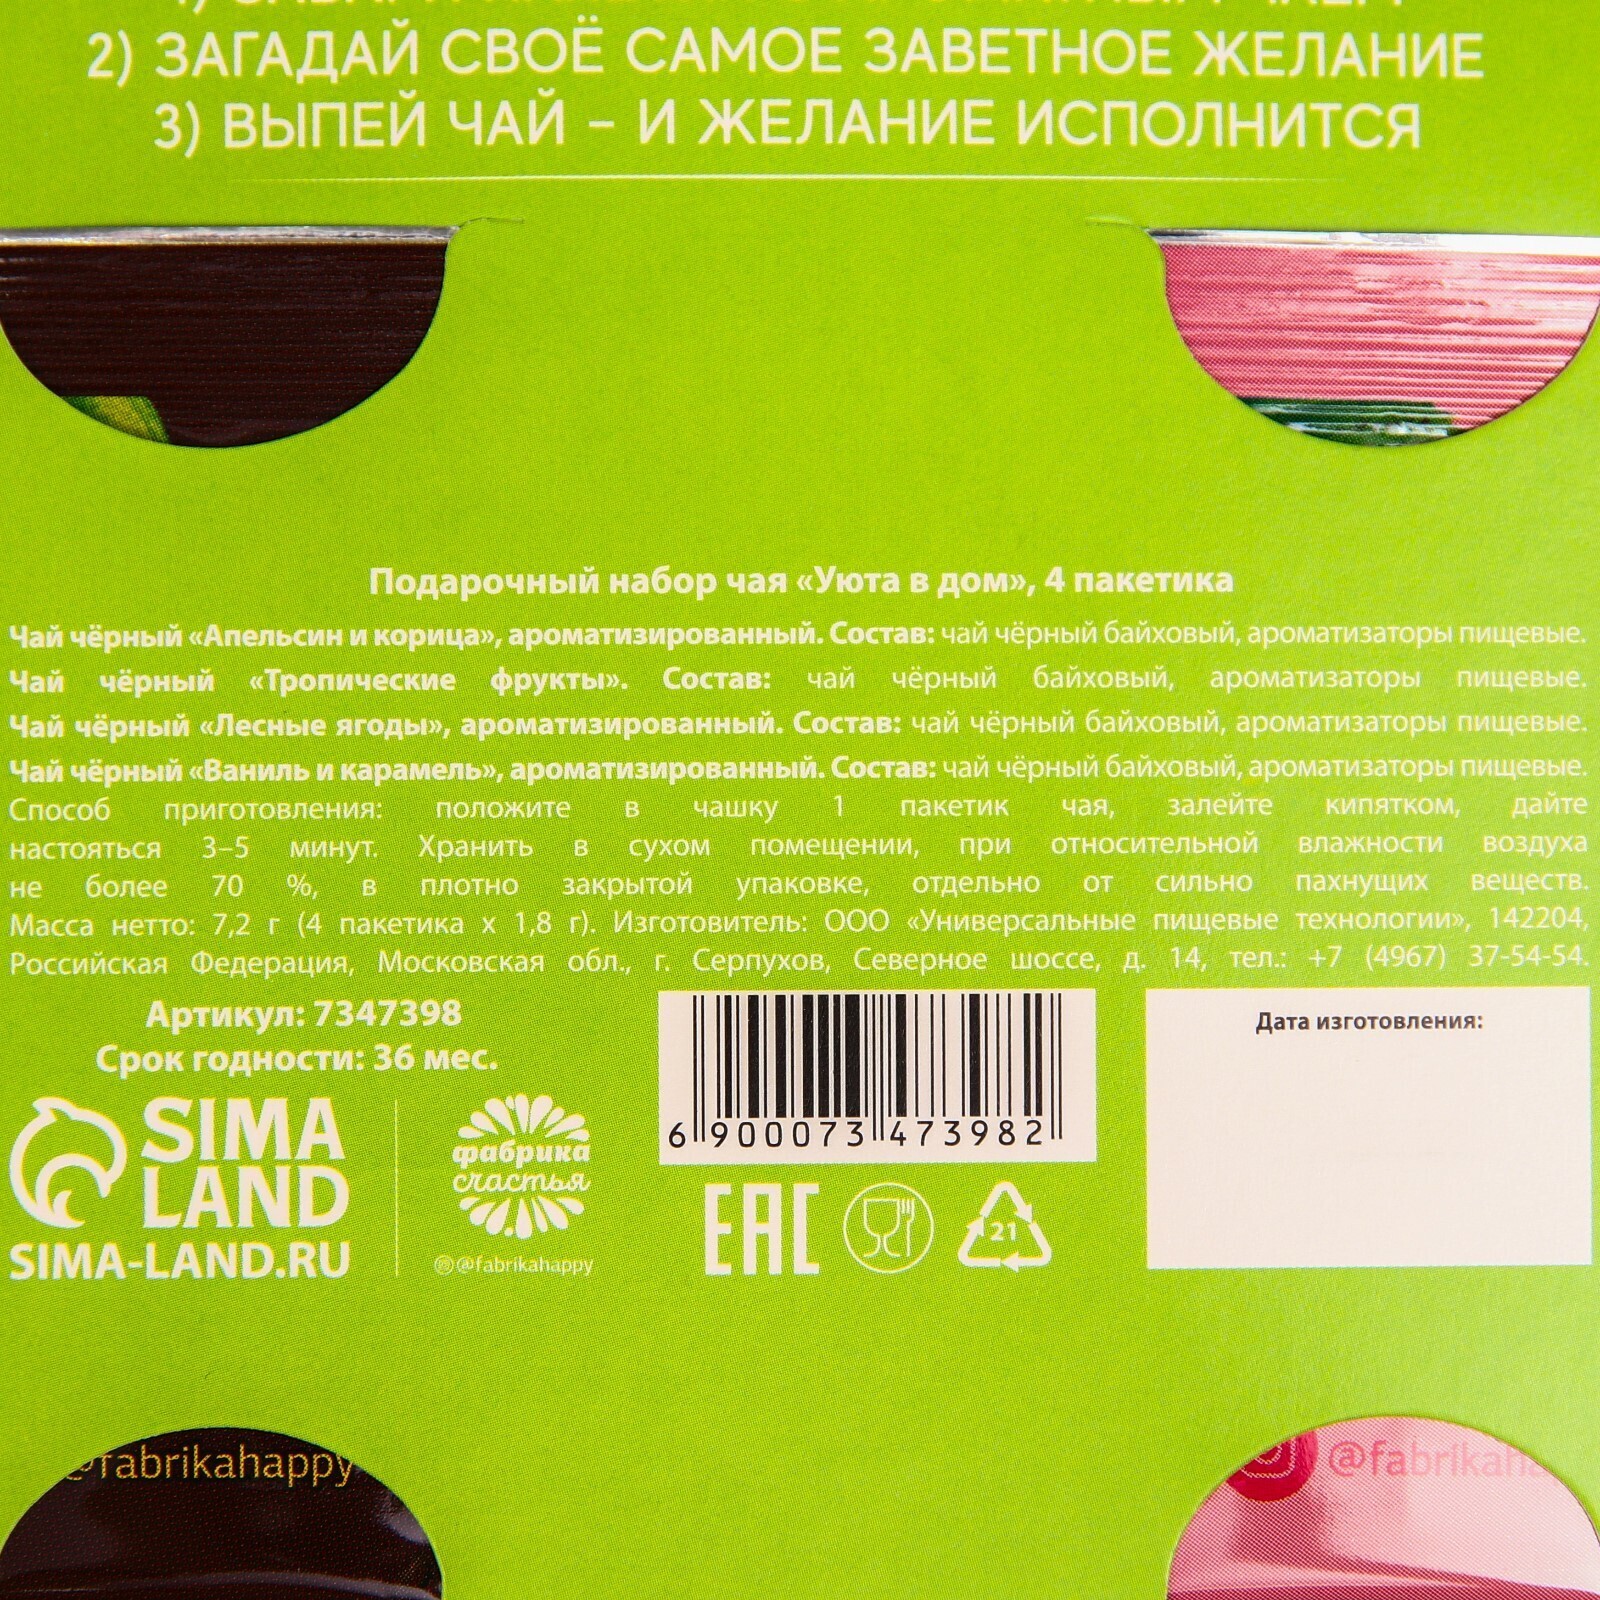 2) ЗАГАДАЙ СВОЁ САМОЕ ЗАВЕТНОЕ ЖЕЛАНИЕ
3) ВЫПЕЙ ЧАЙ – И ЖЕЛАНИЕ ИСПОЛНИТСЯ
Подарочный набор чая «Уюта в дом», 4 пакетика
Чай чёрный «Апельсин и корица», ароматизированный. Состав: чай чёрный байховый, ароматизаторы пищевые.
Чай чёрный «Тропические фрукты». Состав: чай чёрный байховый, ароматизаторы пищевые.
Чай чёрный «Лесные ягоды», ароматизированный. Состав: чай чёрный байховый, ароматизаторы пищевые.
Чай чёрный «Ваниль и карамель», ароматизированный. Состав: чай чёрный байховый, ароматизаторы пищевые.
Способ приготовления: положите в чашку 1 пакетик чая, залейте кипятком, дайте
настояться 3–5 минут. Хранить в сухом помещении, при относительной влажности воздуха
не более 70 %, в плотно закрытой упаковке, отдельно от сильно пахнущих веществ.
Масса нетто: 7,2 г (4 пакетика х 1,8 г). Изготовитель: ООО «Универсальные пищевые технологии», 142204,
Российская Федерация, Московская обл., г. Серпухов, Северное шоссе, д. 14, тел.: +7 (4967) 37-54-54.
Артикул: 7347398
Срок годности: 36 мес.
SIMA
LAND
SIMA-LAND.RU
фабрика
счастья
@fabrikahappy
6 900073 473982
EAC
21
Дата изготовления:
@fabrikahappy